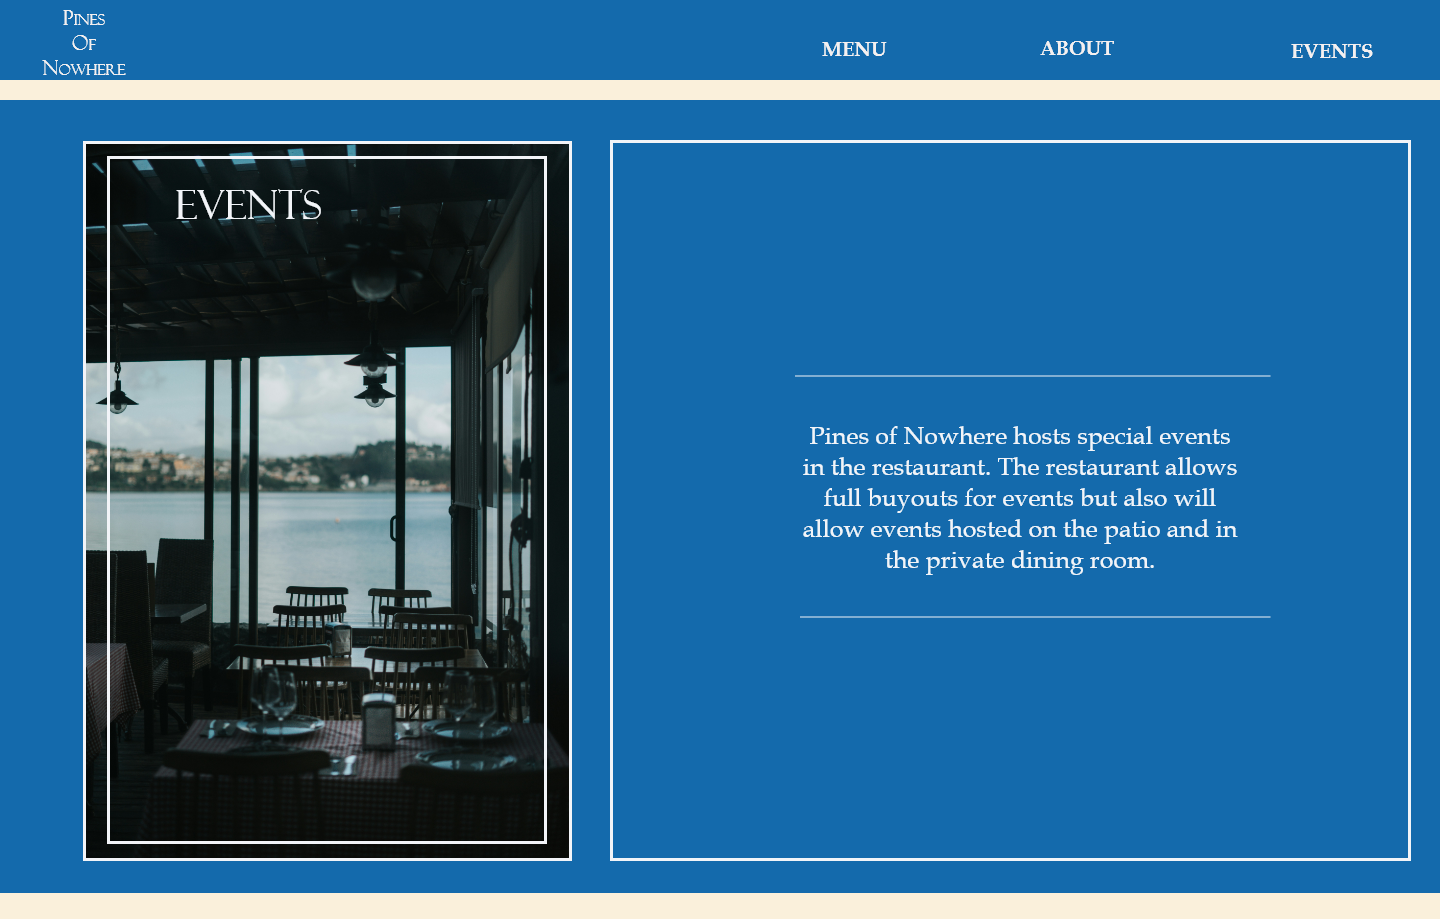 Pines
Of
Nowhere
MENU
ABOUT
EVENTS
EVENTS
Pines of Nowhere hosts special events
in the restaurant. The restaurant allows
full buyouts for events but also will
allow events hosted on the patio and in
the private dining room.